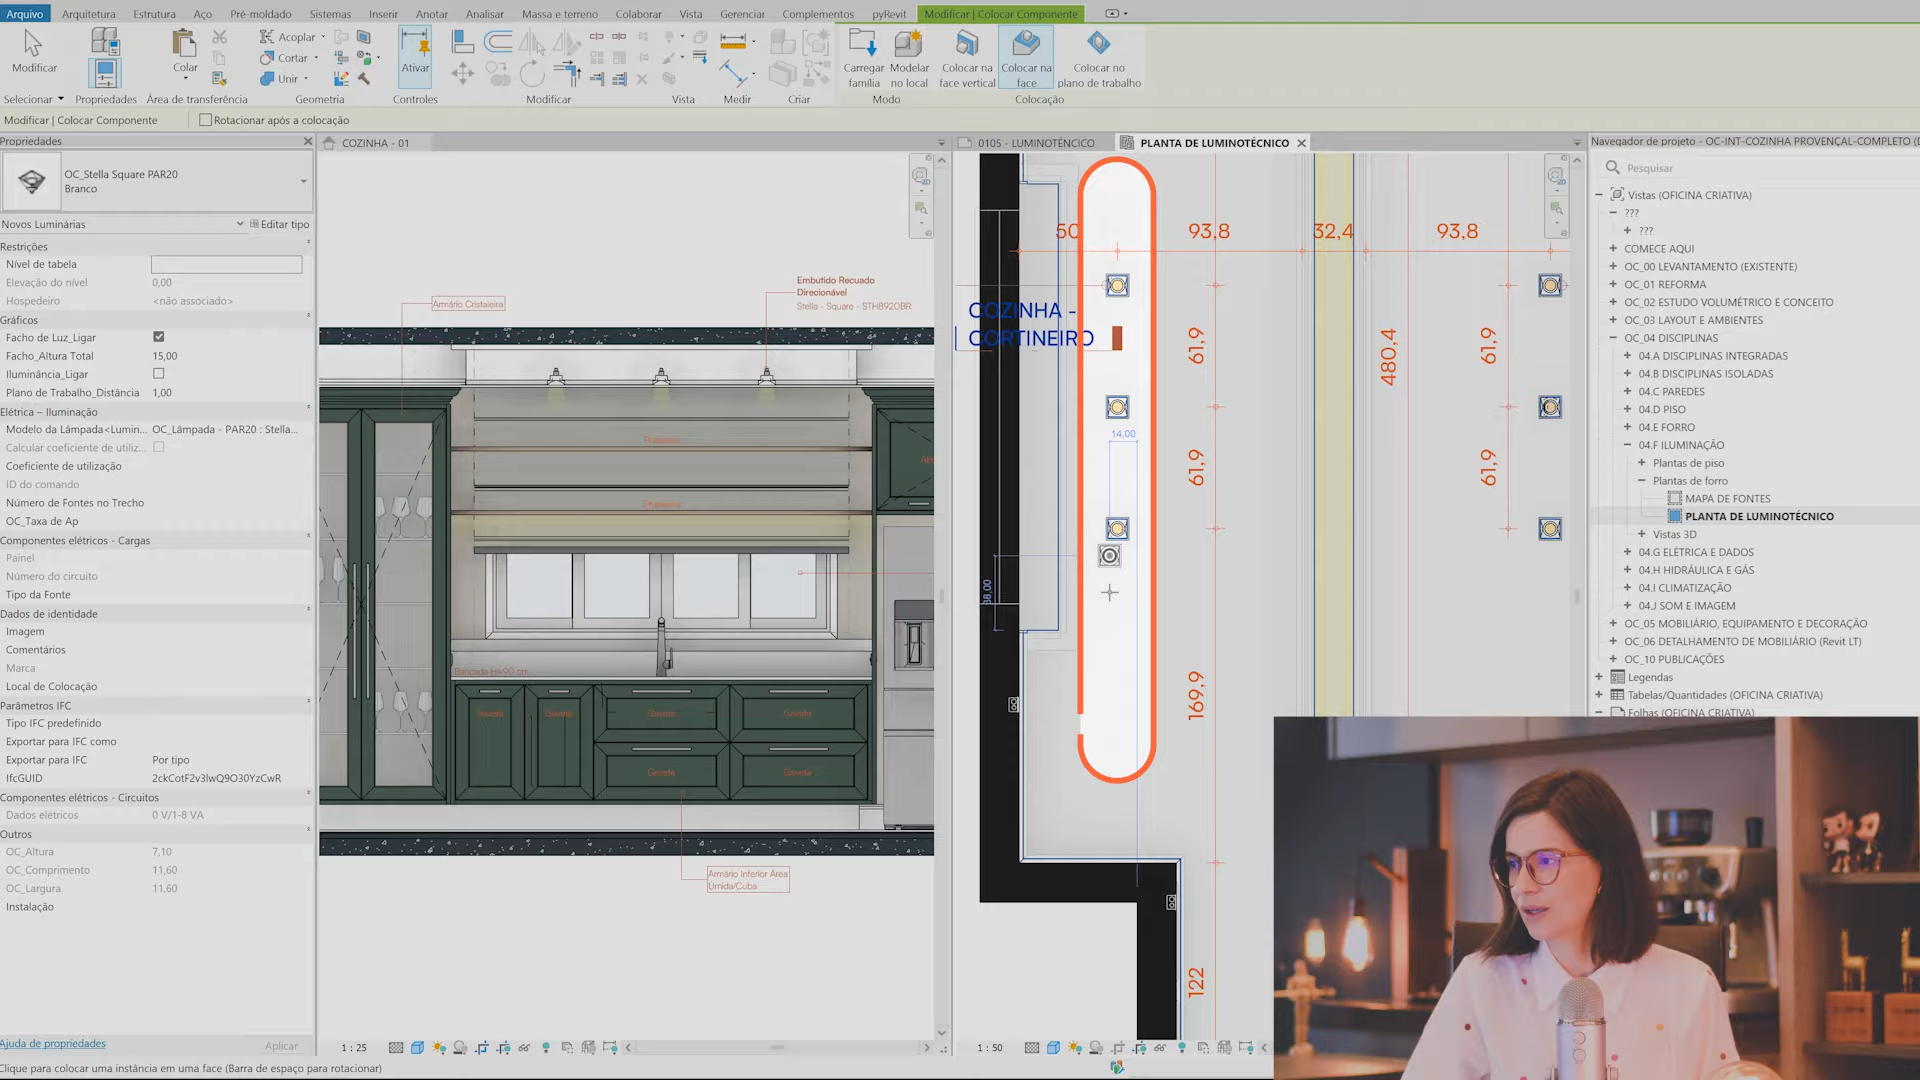 Arquivo Arquitetura Estrutura Aço Pré-moldado Sistemas Inserir Anotar Analisar Massa e terreno Colaborar Vista Gerenciar Complementos pyRevit Modificar | Colocar Componente
Modificar
Colar
Acoplar
Cortar
Unir
Ativar
Carregar família
Modelar no local
Colocar na face vertical
Colocar na face
Colocar no plano de trabalho
Selecionar Propriedades Área de transferência Geometria Controles Modificar Vista Medir Criar Modo Colocação
Modificar | Colocar Componente Rotacionar após a colocação
Propriedades
OC_Stella Square PAR20
Branco
Novos Luminárias Editar tipo
Restrições
Nível de tabela
Elevação do nível 0,00
Hospedeiro <não associado>
Gráficos
Facho de Luz_Ligar
Facho_Altura Total 15,00
Iluminância_Ligar
Plano de Trabalho_Distância 1,00
Elétrica – Iluminação
Modelo da Lâmpada<Lumin... OC_Lâmpada - PAR20 : Stella...
Calcular coeficiente de utiliz...
Coeficiente de utilização
ID do comando
Número de Fontes no Trecho
OC_Taxa de Ap
Componentes elétricos - Cargas
Painel
Número do circuito
Tipo da Fonte
Dados de identidade
Imagem
Comentários
Marca
Local de Colocação
Parâmetros IFC
Tipo IFC predefinido
Exportar para IFC como
Exportar para IFC Por tipo
IfcGUID 2ckCotF2v3lwQ9O30YzCwR
Componentes elétricos - Circuitos
Dados elétricos 0 V/1-8 VA
Outros
OC_Altura 7,10
OC_Comprimento 11,60
OC_Largura 11,60
Instalação
Ajuda de propriedades Aplicar
Clique para colocar uma instância em uma face (Barra de espaço para rotacionar)
COZINHA - 01
Armário Cristaleira
Embutido Recuado
Direcionável
Stella - Square - STH8920BR
Prateleira
Prateleira
Bancada H=90 cm
Gaveta
Gaveta
Gaveta
Gaveta
Armário Inferior Área
Úmida/Cuba
1 : 25
0105 - LUMINOTÉNCICO PLANTA DE LUMINOTÉCNICO
50 93,8 32,4 93,8
COZINHA -
CORTINEIRO
61,9
480,4
61,9
14,00
61,9
61,9
38,00
169,9
122
1 : 50
Navegador de projeto - OC-INT-COZINHA PROVENÇAL-COMPLETO (D
Pesquisar
Vistas (OFICINA CRIATIVA)
???
???
COMECE AQUI
OC_00 LEVANTAMENTO (EXISTENTE)
OC_01 REFORMA
OC_02 ESTUDO VOLUMÉTRICO E CONCEITO
OC_03 LAYOUT E AMBIENTES
OC_04 DISCIPLINAS
04.A DISCIPLINAS INTEGRADAS
04.B DISCIPLINAS ISOLADAS
04.C PAREDES
04.D PISO
04.E FORRO
04.F ILUMINAÇÃO
Plantas de piso
Plantas de forro
MAPA DE FONTES
PLANTA DE LUMINOTÉCNICO
Vistas 3D
04.G ELÉTRICA E DADOS
04.H HIDRÁULICA E GÁS
04.I CLIMATIZAÇÃO
04.J SOM E IMAGEM
OC_05 MOBILIÁRIO, EQUIPAMENTO E DECORAÇÃO
OC_06 DETALHAMENTO DE MOBILIÁRIO (Revit LT)
OC_10 PUBLICAÇÕES
Legendas
Tabelas/Quantidades (OFICINA CRIATIVA)
Folhas (OFICINA CRIATIVA)